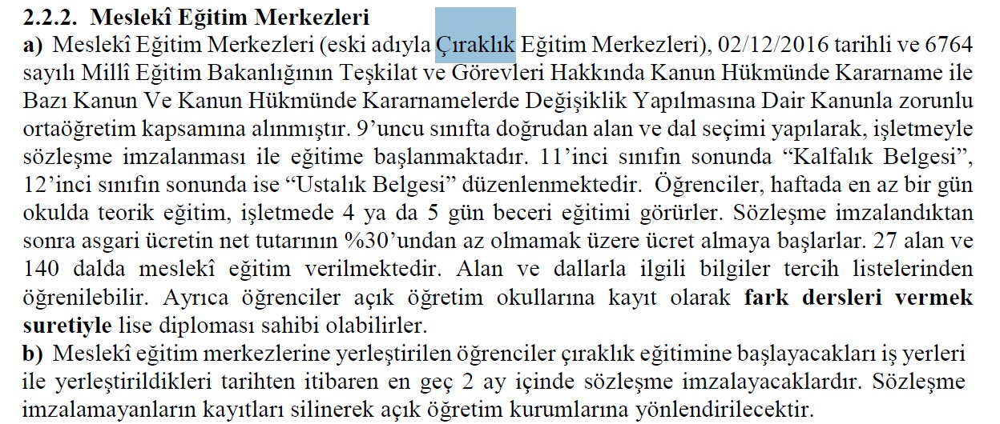 2.2.2. Meslekî Eğitim Merkezleri
a) Meslekî Eğitim Merkezleri (eski adıyla Çıraklık Eğitim Merkezleri), 02/12/2016 tarihli ve 6764
sayılı Millî Eğitim Bakanlığının Teşkilat ve Görevleri Hakkında Kanun Hükmünde Kararname ile
Bazı Kanun Ve Kanun Hükmünde Kararnamelerde Değişiklik Yapılmasına Dair Kanunla zorunlu
ortaöğretim kapsamına alınmıştır. 9’uncu sınıfta doğrudan alan ve dal seçimi yapılarak, işletmeyle
sözleşme imzalanması ile eğitime başlanmaktadır. 11’inci sınıfın sonunda “Kalfalık Belgesi”,
12’inci sınıfın sonunda ise “Ustalık Belgesi” düzenlenmektedir. Öğrenciler, haftada en az bir gün
okulda teorik eğitim, işletmede 4 ya da 5 gün beceri eğitimi görürler. Sözleşme imzalandıktan
sonra asgari ücretin net tutarının %30’undan az olmamak üzere ücret almaya başlarlar. 27 alan ve
140 dalda meslekî eğitim verilmektedir. Alan ve dallarla ilgili bilgiler tercih listelerinden
öğrenilebilir. Ayrıca öğrenciler açık öğretim okullarına kayıt olarak fark dersleri vermek
suretiyle lise diploması sahibi olabilirler.
b) Meslekî eğitim merkezlerine yerleştirilen öğrenciler çıraklık eğitimine başlayacakları iş yerleri
ile yerleştirildikleri tarihten itibaren en geç 2 ay içinde sözleşme imzalayacaklardır. Sözleşme
imzalamayanların kayıtları silinerek açık öğretim kurumlarına yönlendirilecektir.